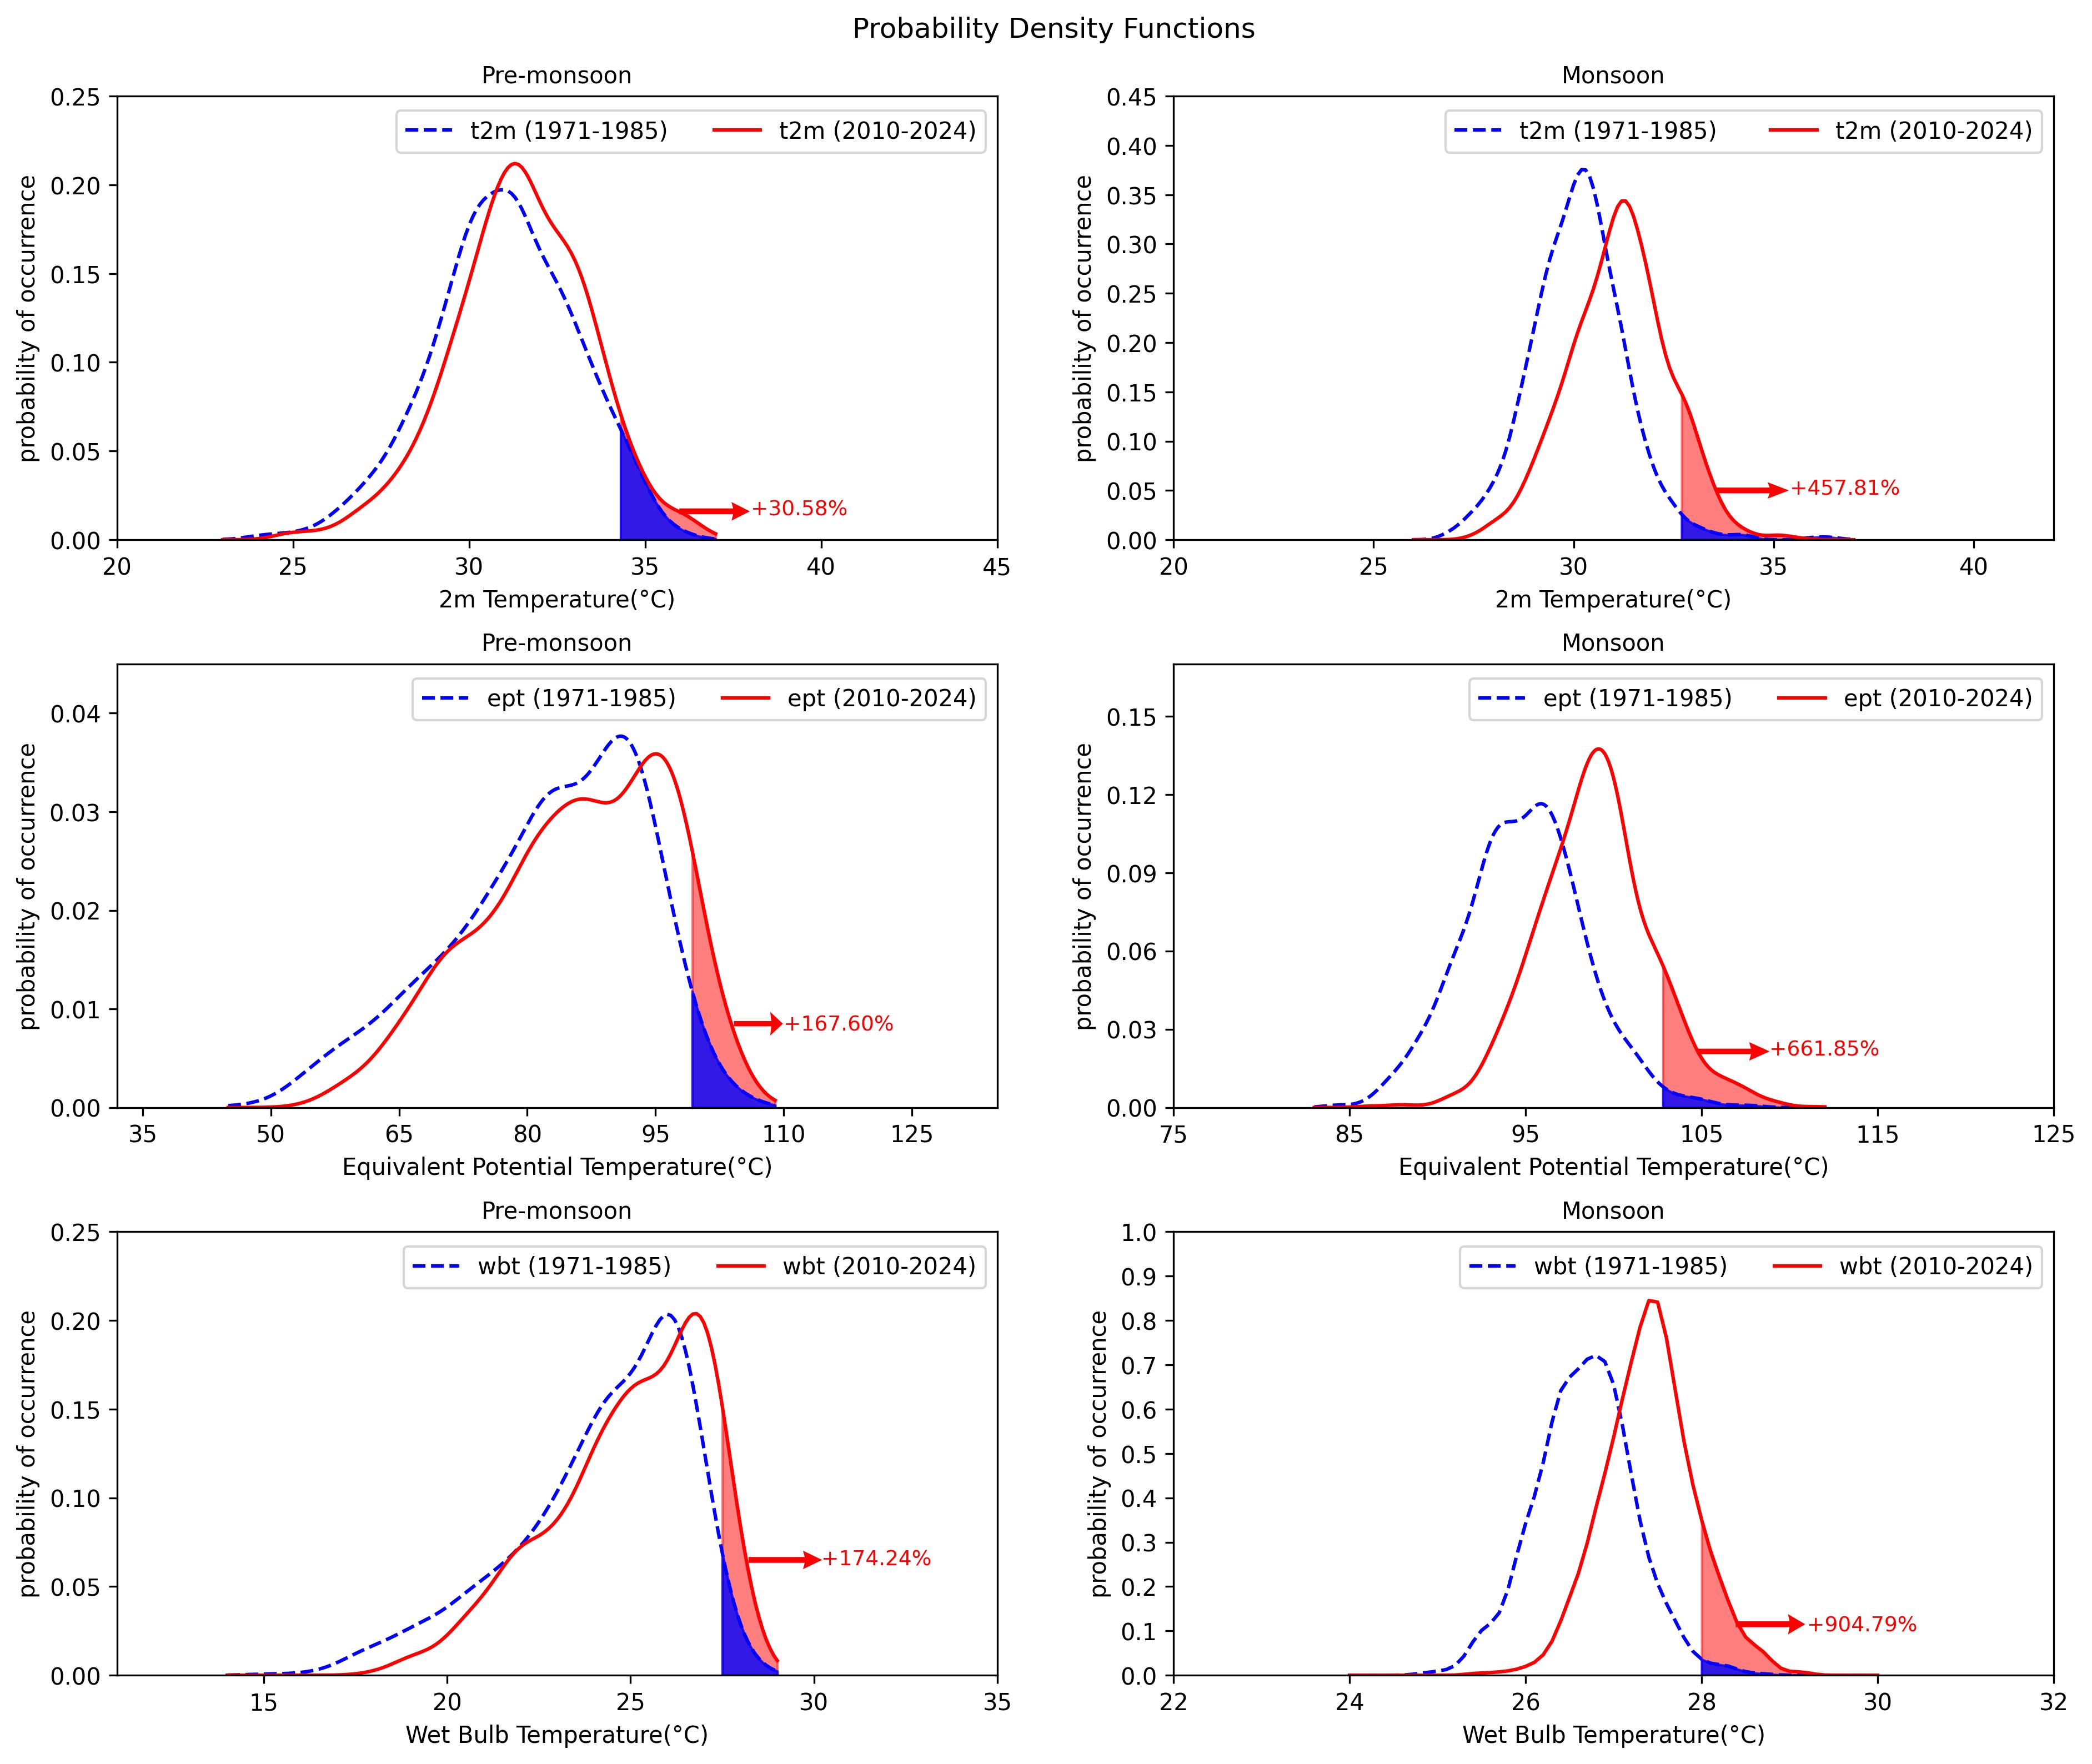 Probability Density Functions
Pre-monsoon
0.25
0.20
0.15
0.10
0.05
0.00
probability of occurrence
t2m (1971-1985) t2m (2010-2024)
+30.58%
20 25 30 35 40 45
2m Temperature(°C)
Monsoon
0.45
0.40
0.35
0.30
0.25
0.20
0.15
0.10
0.05
0.00
probability of occurrence
t2m (1971-1985) t2m (2010-2024)
+457.81%
20 25 30 35 40
2m Temperature(°C)
Pre-monsoon
0.04
0.03
0.02
0.01
0.00
probability of occurrence
ept (1971-1985) ept (2010-2024)
+167.60%
35 50 65 80 95 110 125
Equivalent Potential Temperature(°C)
Monsoon
0.15
0.12
0.09
0.06
0.03
0.00
probability of occurrence
ept (1971-1985) ept (2010-2024)
+661.85%
75 85 95 105 115 125
Equivalent Potential Temperature(°C)
Pre-monsoon
0.25
0.20
0.15
0.10
0.05
0.00
probability of occurrence
wbt (1971-1985) wbt (2010-2024)
+174.24%
15 20 25 30 35
Wet Bulb Temperature(°C)
Monsoon
1.0
0.9
0.8
0.7
0.6
0.5
0.4
0.3
0.2
0.1
0.0
probability of occurrence
wbt (1971-1985) wbt (2010-2024)
+904.79%
22 24 26 28 30 32
Wet Bulb Temperature(°C)